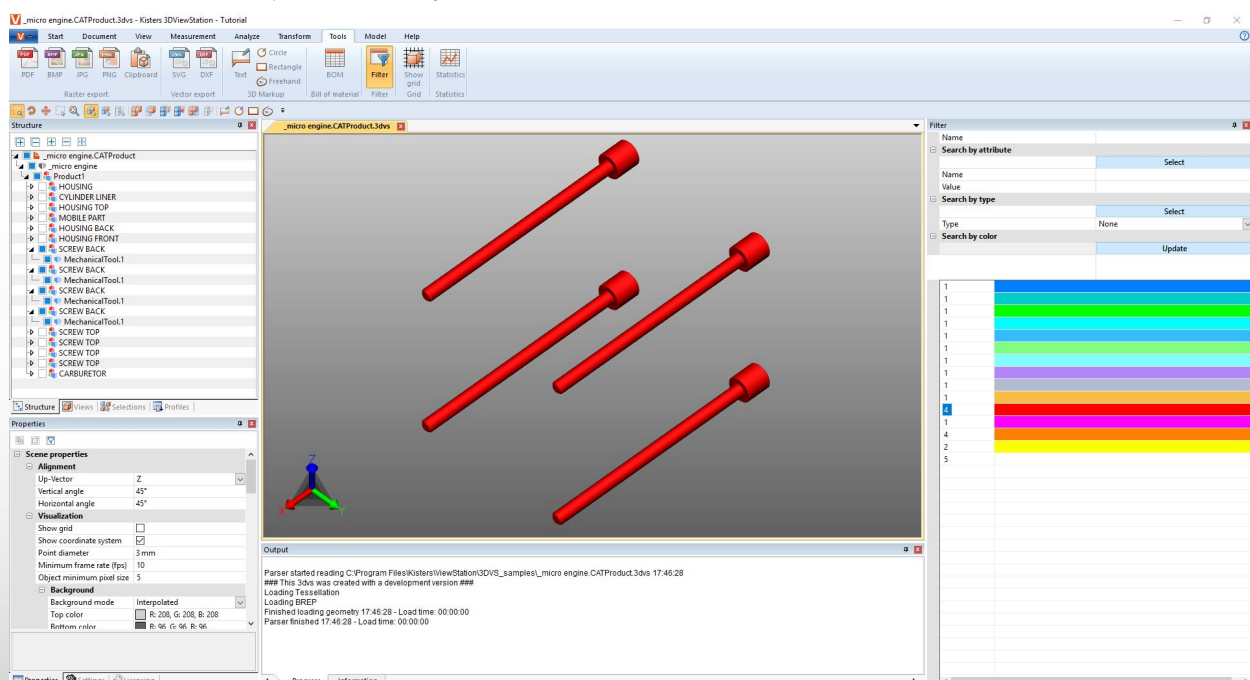 _micro engine.CATProduct.3dvs - Kisters 3DViewStation - Tutorial
Start Document View Measurement Analyze Transform Tools Model Help
PDF BMP JPG PNG Clipboard SVG DXF Text Circle Rectangle Freehand BOM Filter Show grid Statistics
Raster export Vector export 3D Markup Bill of material Filter Grid Statistics
Structure
_micro engine.CATProduct
_micro engine
Product1
HOUSING
CYLINDER LINER
HOUSING TOP
MOBILE PART
HOUSING BACK
HOUSING FRONT
SCREW BACK
MechanicalTool.1
SCREW BACK
MechanicalTool.1
SCREW BACK
MechanicalTool.1
SCREW BACK
MechanicalTool.1
SCREW TOP
SCREW TOP
SCREW TOP
SCREW TOP
CARBURETOR
Structure Views Selections Profiles
Properties
Scene properties
Alignment
Up-Vector Z
Vertical angle 45°
Horizontal angle 45°
Visualization
Show grid
Show coordinate system
Point diameter 3 mm
Minimum frame rate (fps) 10
Object minimum pixel size 5
Background
Background mode Interpolated
Top color R: 208, G: 208, B: 208
Bottom color R: 96, G: 96, B: 96
Properties Settings Licensing
_micro engine.CATProduct.3dvs
Z
X
Y
Output
Parser started reading C:\Program Files\Kisters\ViewStation\3DVS_samples\_micro engine.CATProduct.3dvs 17:46:28
### This 3dvs was created with a development version ###
Loading Tessellation
Loading BREP
Finished loading geometry 17:46:28 - Load time: 00:00:00
Parser finished 17:46:28 - Load time: 00:00:00
Progress Information
Filter
Name
Search by attribute
Select
Name
Value
Search by type
Select
Type None
Search by color
Update
1
1
1
1
1
1
1
1
1
1
4
1
4
2
5